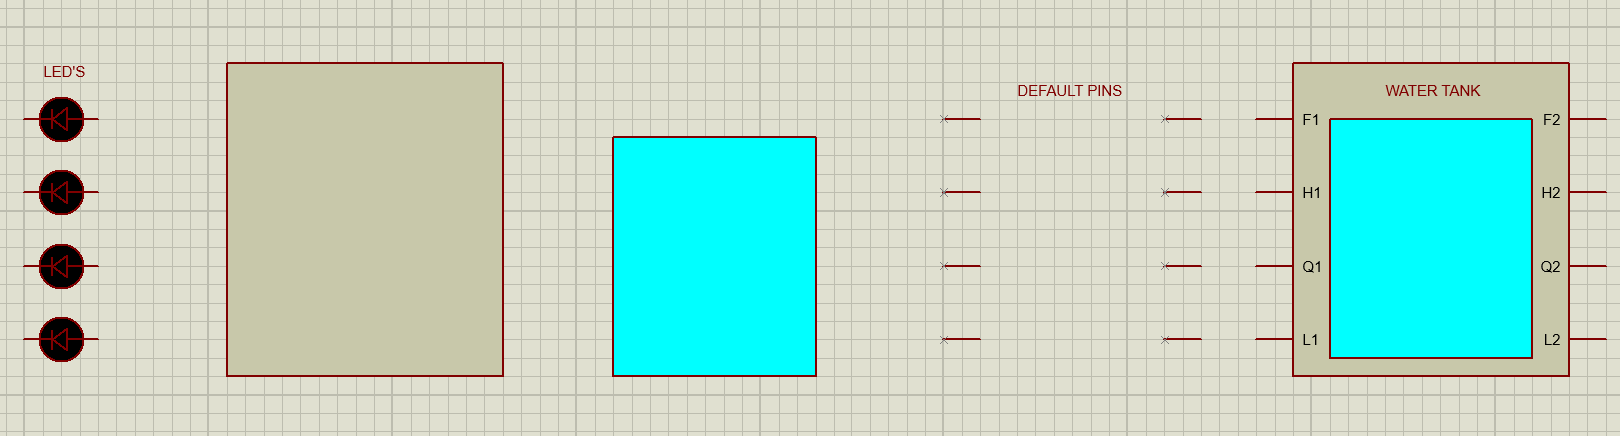 LED'S
DEFAULT PINS
WATER TANK
F1 F2
H1 H2
Q1 Q2
L1 L2